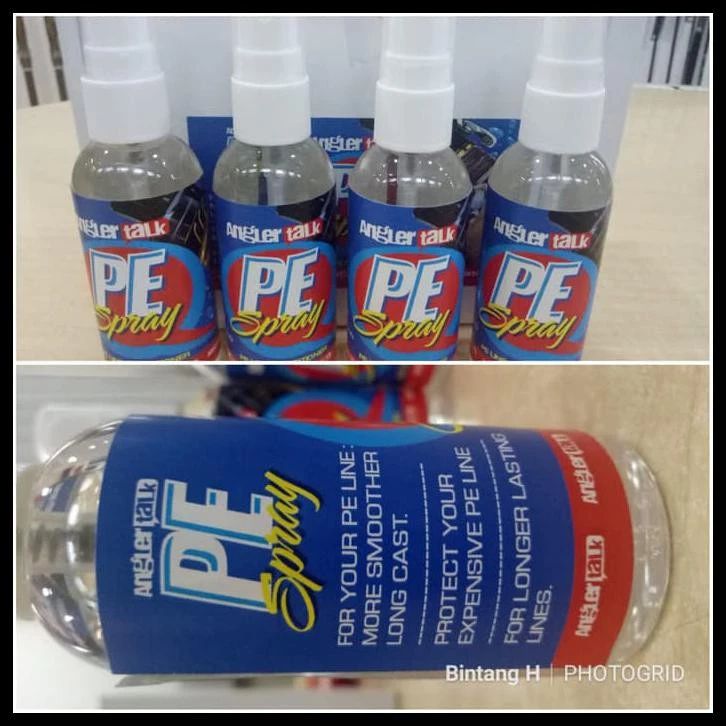 Angler talk
Angler talk
Angler talk
Angler talk
PE
Spray
PE
Spray
PE
Spray
PE
Spray
Angler talk
PE
Spray
FOR YOUR PE LINE :
MORE SMOOTHER
LONG CAST.
PROTECT YOUR
EXPENSIVE PE LINE
FOR LONGER LASTING
LINES.
Angler talk
Angler talk
Bintang H | PHOTOGRID